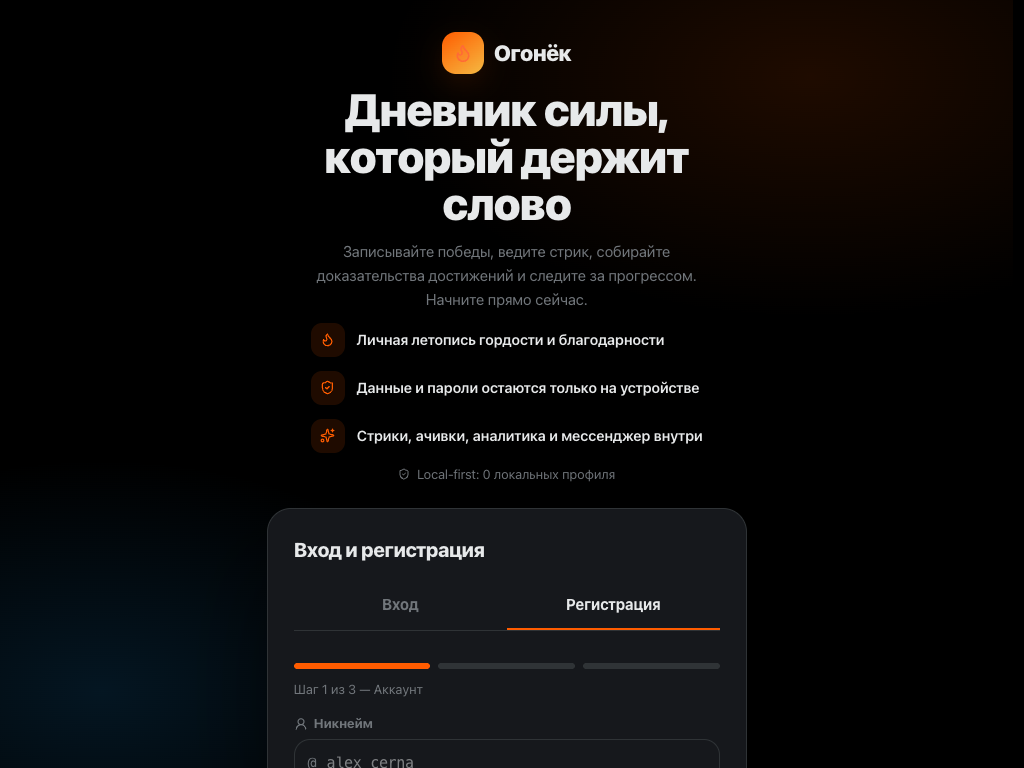 Огонёк
Дневник силы,
который держит
слово
Записывайте победы, ведите стрик, собирайте
доказательства достижений и следите за прогрессом.
Начните прямо сейчас.
Личная летопись гордости и благодарности
Данные и пароли остаются только на устройстве
Стрики, ачивки, аналитика и мессенджер внутри
Local-first: 0 локальных профиля
Вход и регистрация
Вход
Регистрация
Шаг 1 из 3 — Аккаунт
Никнейм
@ alex_cerna